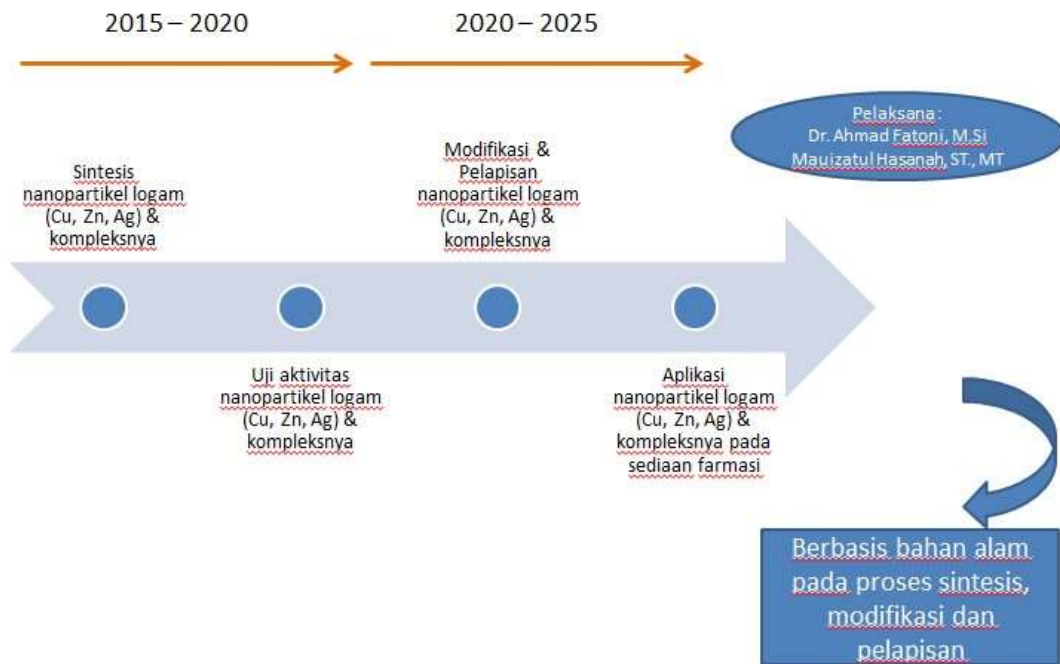 2015 – 2020
2020 – 2025
Pelaksana :
Dr. Ahmad Fatoni, M.Si
Mauizatul Hasanah, ST., MT
Sintesis
nanopartikel logam
(Cu, Zn, Ag) &
kompleksnya
Modifikasi &
Pelapisan
nanopartikel logam
(Cu, Zn, Ag) &
kompleksnya
Uji aktivitas
nanopartikel logam
(Cu, Zn, Ag) &
kompleksnya
Aplikasi
nanopartikel logam
(Cu, Zn, Ag) &
kompleksnya pada
sediaan farmasi
Berbasis bahan alam
pada proses sintesis,
modifikasi dan
pelapisan